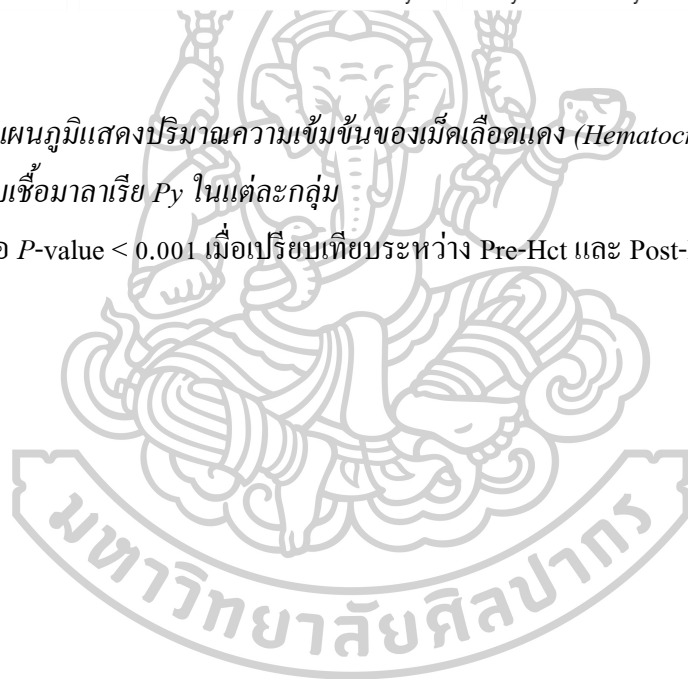 แผนภูมิแสดงปริมาณความเข้มข้นของเม็ดเลือดแดง (Hematocr
เชื้อมาลาเรีย Py ในแต่ละกลุ่ม
P-value < 0.001 เมื่อเปรียบเทียบระหว่าง Pre-Hct และ Post-
มหาวิทยาลัยศิลปากร